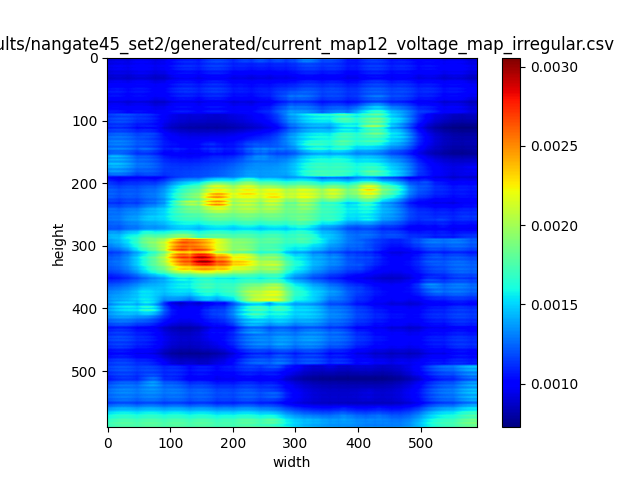 ults/nangate45_set2/generated/current_map12_voltage_map_irregular.csv
0
100
200
300
400
500
height
0 100 200 300 400 500
width
0.0030
0.0025
0.0020
0.0015
0.0010